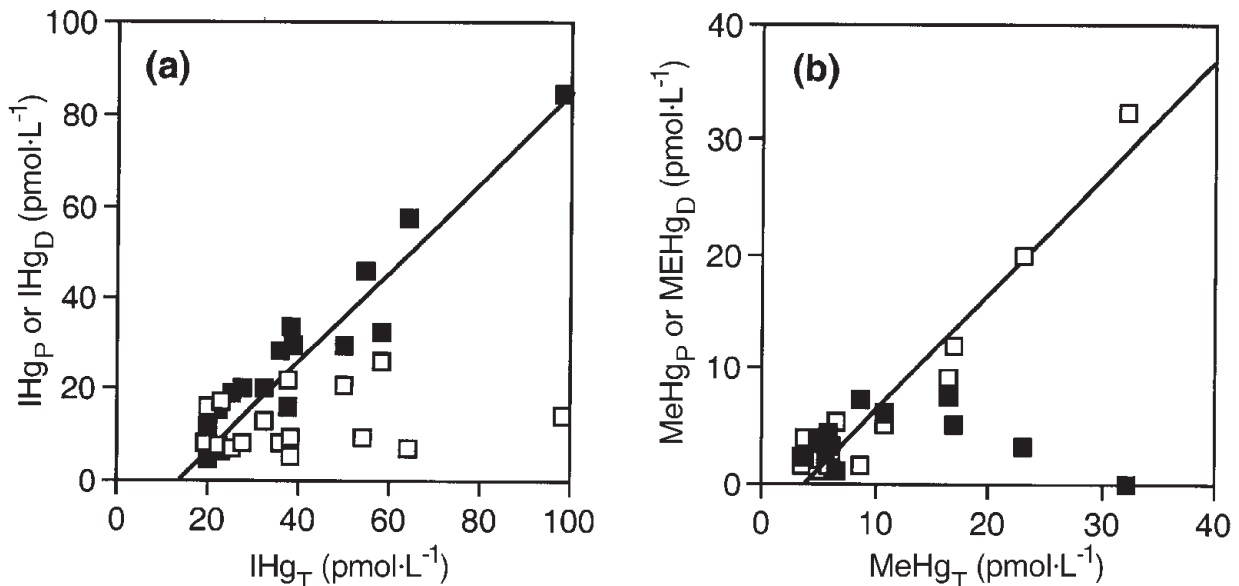 (a)
IHgP or IHgD (pmol·L-1)
100
80
60
40
20
0
0 20 40 60 80 100
IHgT (pmol·L-1)
(b)
MeHgP or MEHgD (pmol·L-1)
40
30
20
10
0
0 10 20 30 40
MeHgT (pmol·L-1)